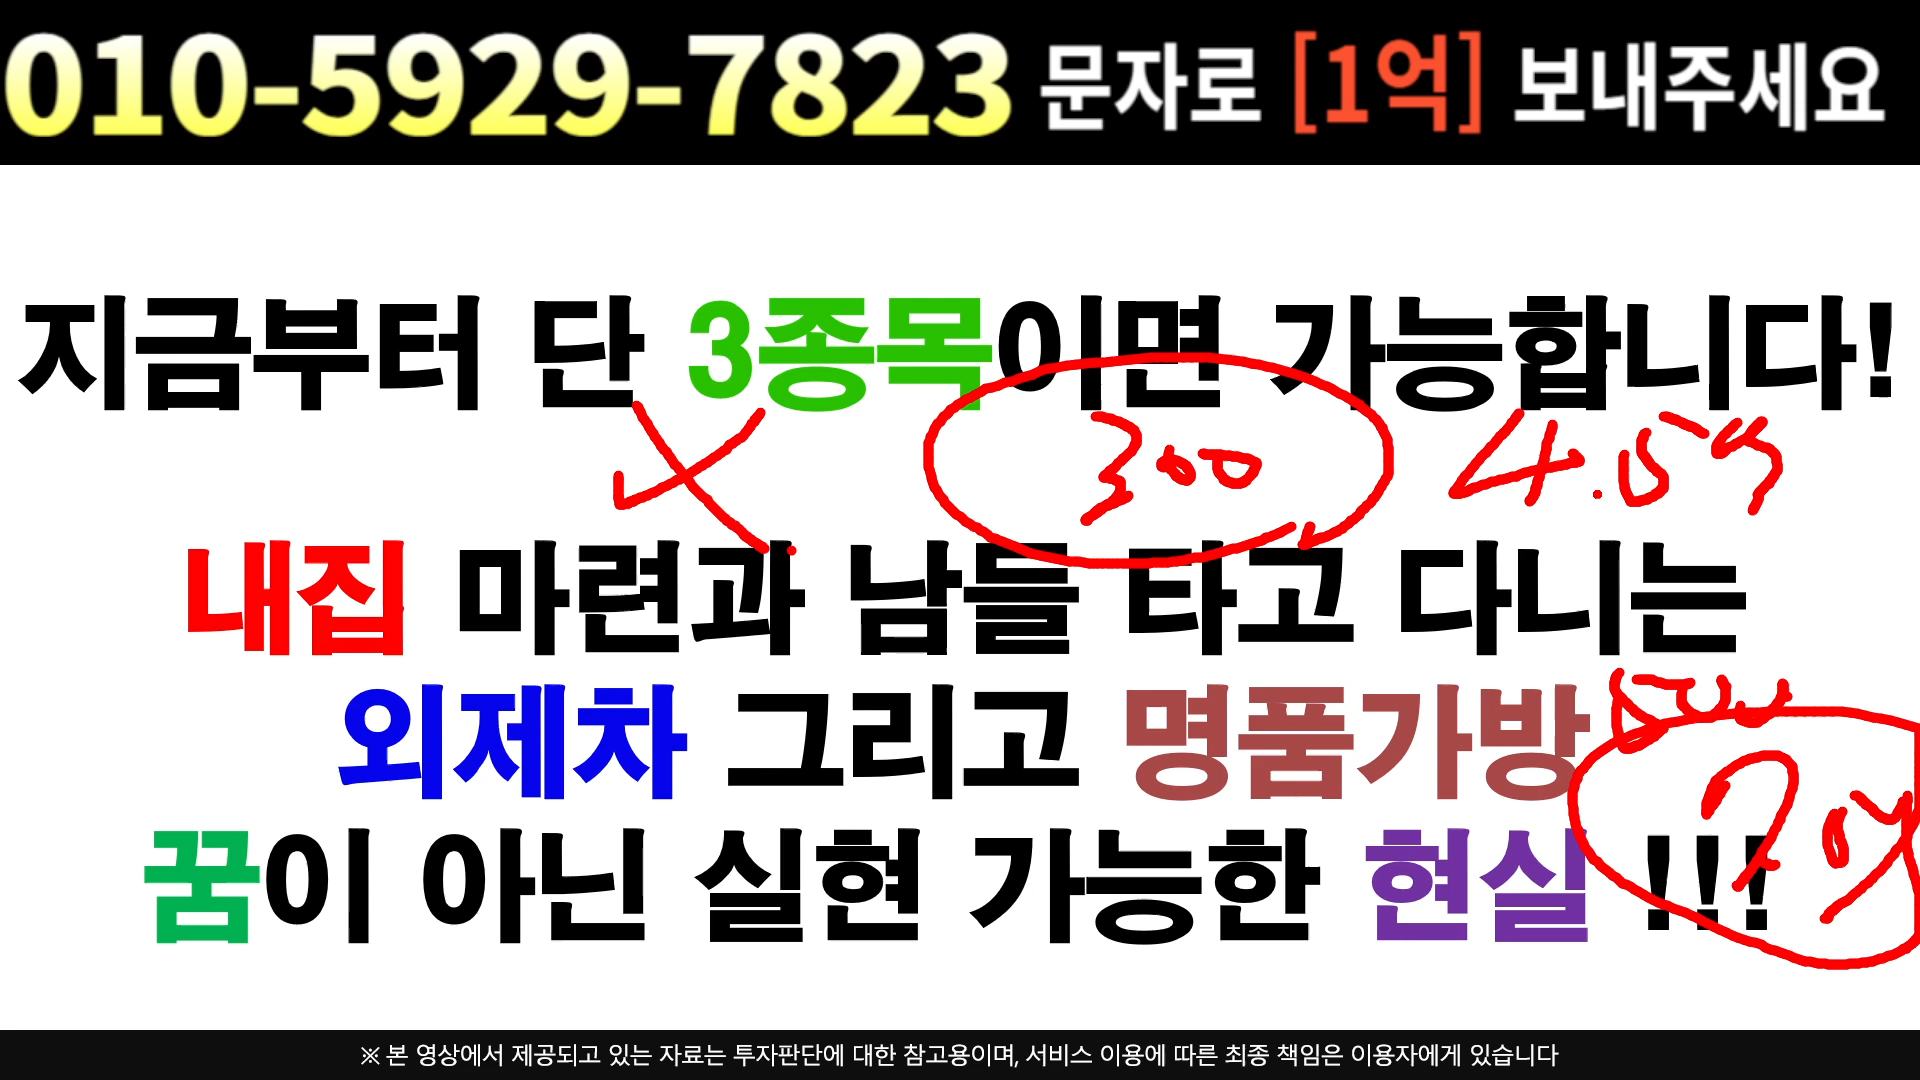 010-5929-7823 문자로 [1억] 보내주세요
지금부터 단 3종목이면 가능합니다!
300 4.5억
내집 마련과 남들 타고 다니는
외제차 그리고 명품가방
500
꿈이 아닌 실현 가능한 현실 !!!
※ 본 영상에서 제공되고 있는 자료는 투자판단에 대한 참고용이며, 서비스 이용에 따른 최종 책임은 이용자에게 있습니다